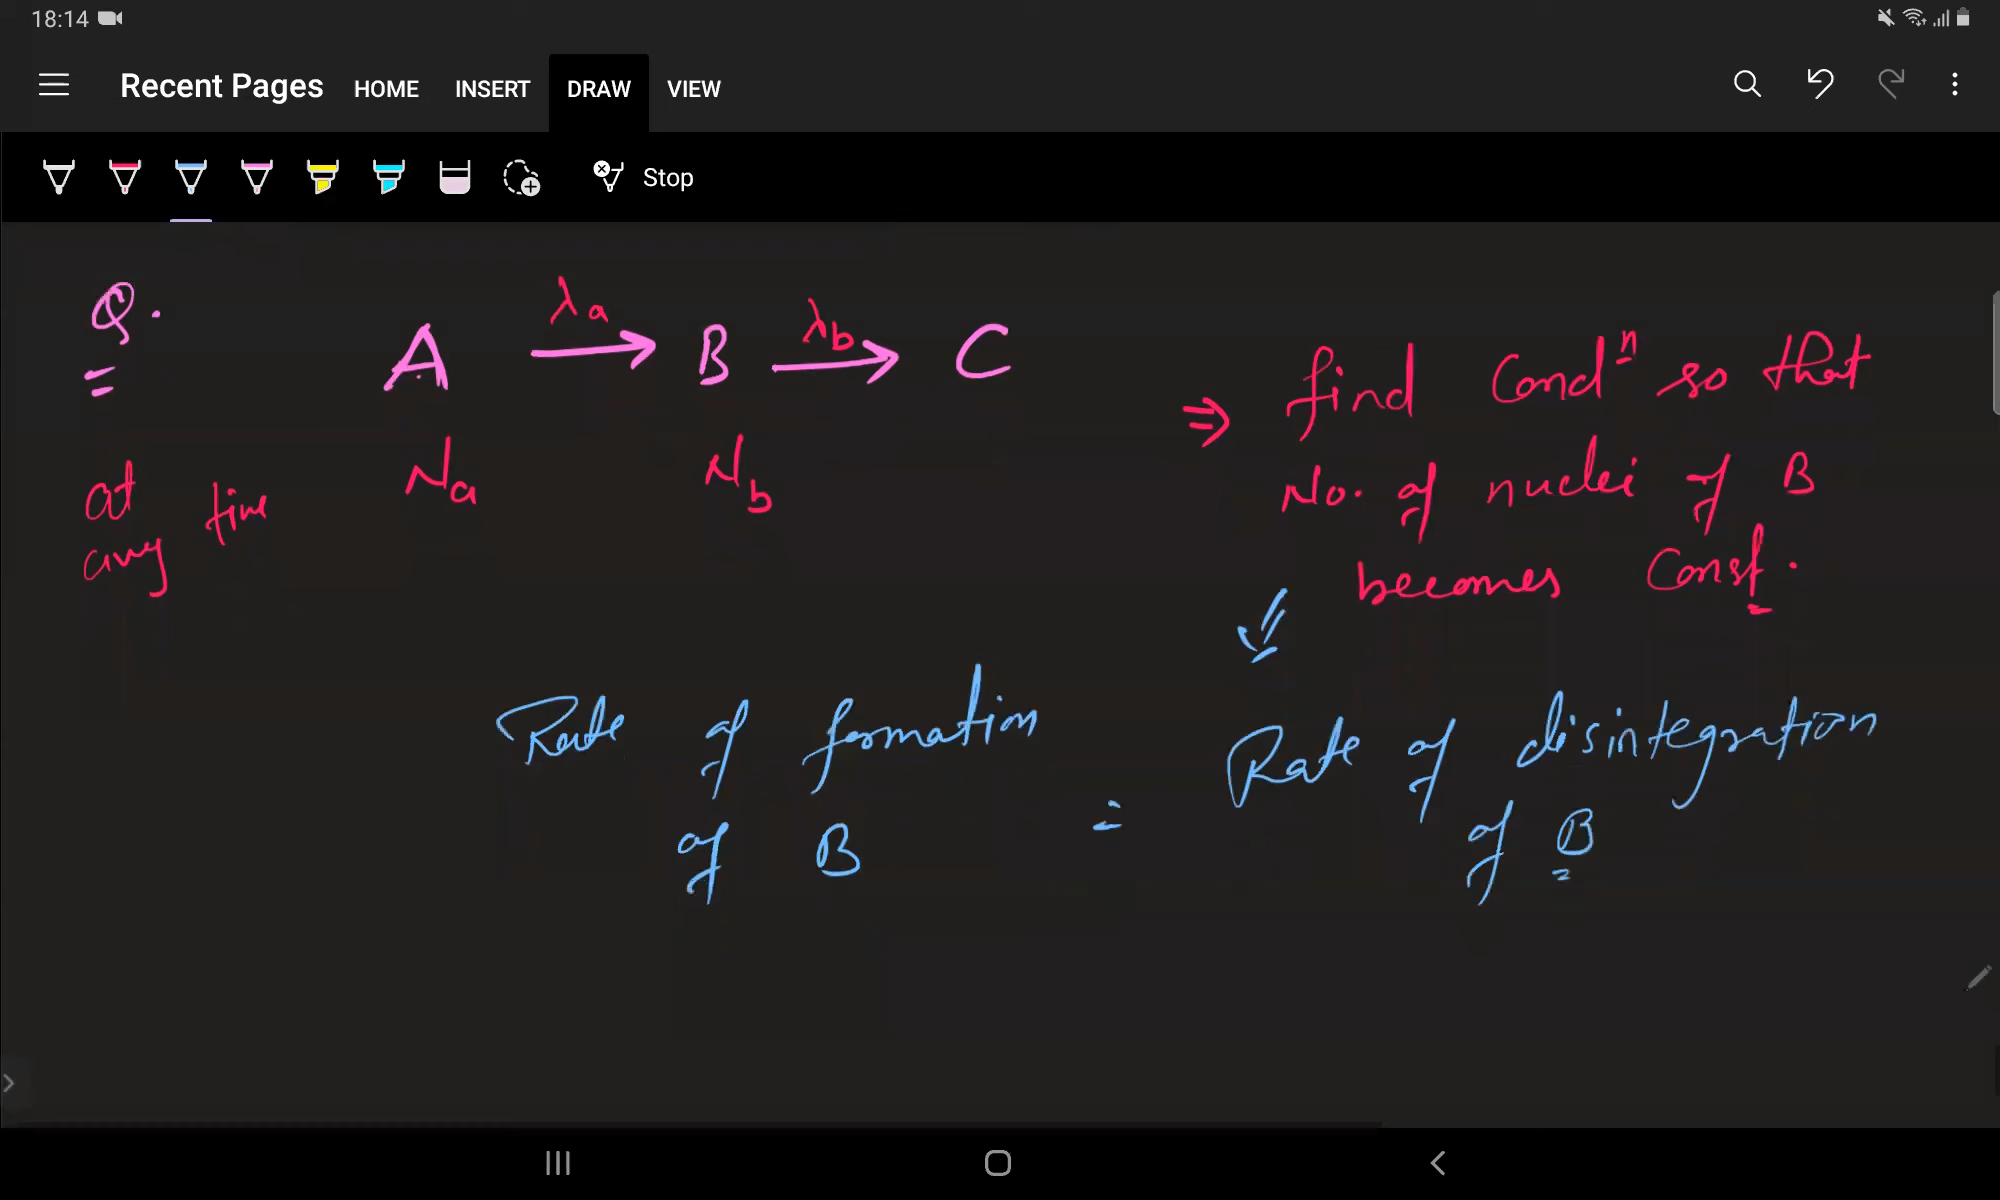 18:14
Recent Pages HOME INSERT DRAW VIEW
Stop
Q.
A λa B λb C
at any time Na Nb
⇒ find Condⁿ so that
No. of nuclei of B
becomes Const.
Rate of formation of B = Rate of disintegration of B